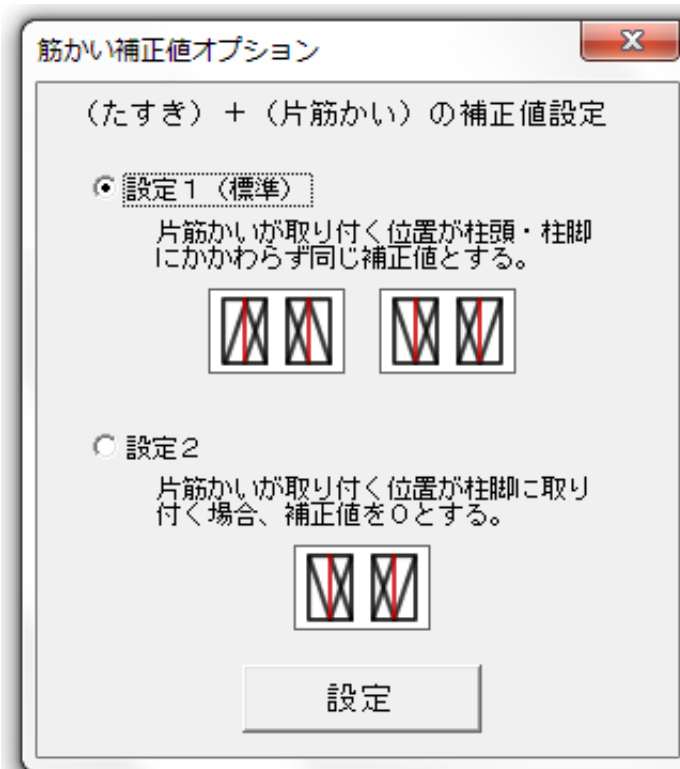 筋かい補正値オプション
（たすき）＋（片筋かい）の補正値設定
設定１（標準）
片筋かいが取り付く位置が柱頭・柱脚
にかかわらず同じ補正値とする。
設定２
片筋かいが取り付く位置が柱脚に取り
付く場合、補正値を０とする。
設定